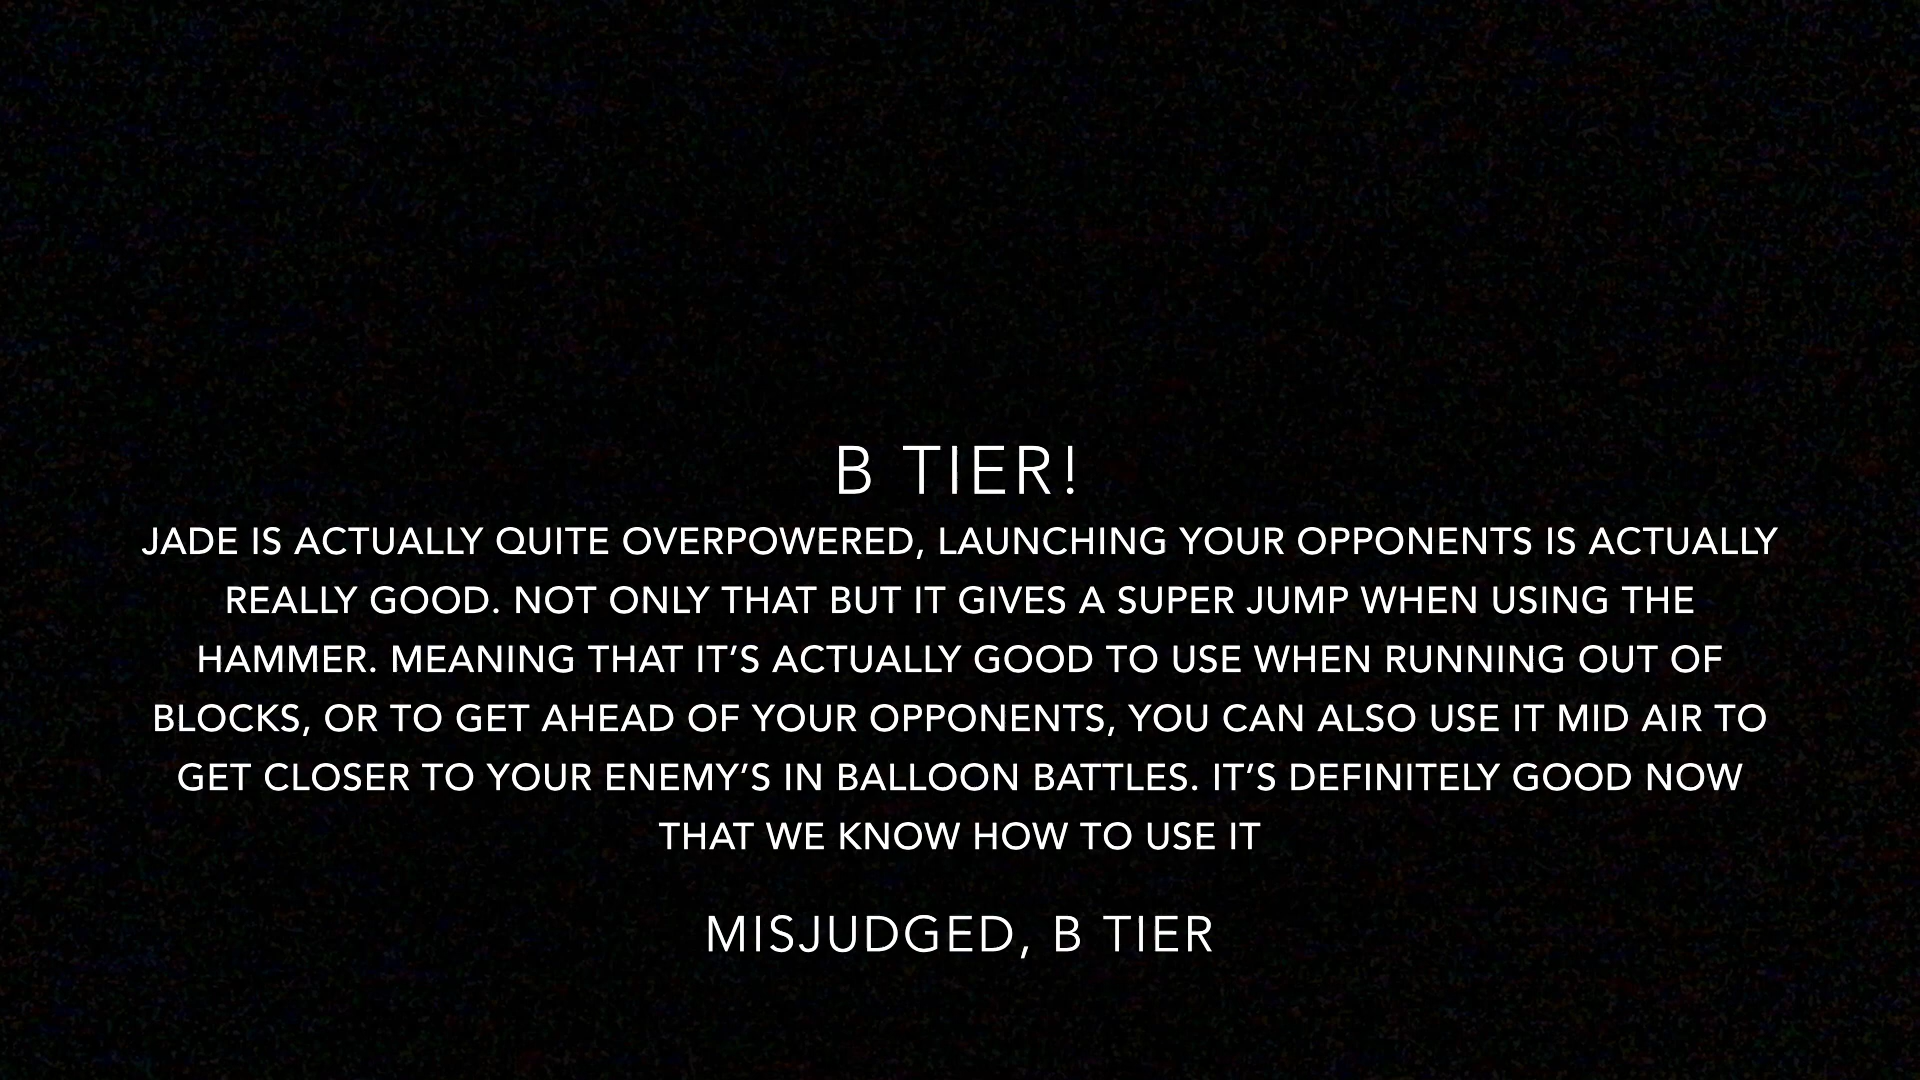 B TIER!
JADE IS ACTUALLY QUITE OVERPOWERED, LAUNCHING YOUR OPPONENTS IS ACTUALLY
REALLY GOOD. NOT ONLY THAT BUT IT GIVES A SUPER JUMP WHEN USING THE
HAMMER. MEANING THAT IT’S ACTUALLY GOOD TO USE WHEN RUNNING OUT OF
BLOCKS, OR TO GET AHEAD OF YOUR OPPONENTS, YOU CAN ALSO USE IT MID AIR TO
GET CLOSER TO YOUR ENEMY’S IN BALLOON BATTLES. IT’S DEFINITELY GOOD NOW
THAT WE KNOW HOW TO USE IT
MISJUDGED, B TIER